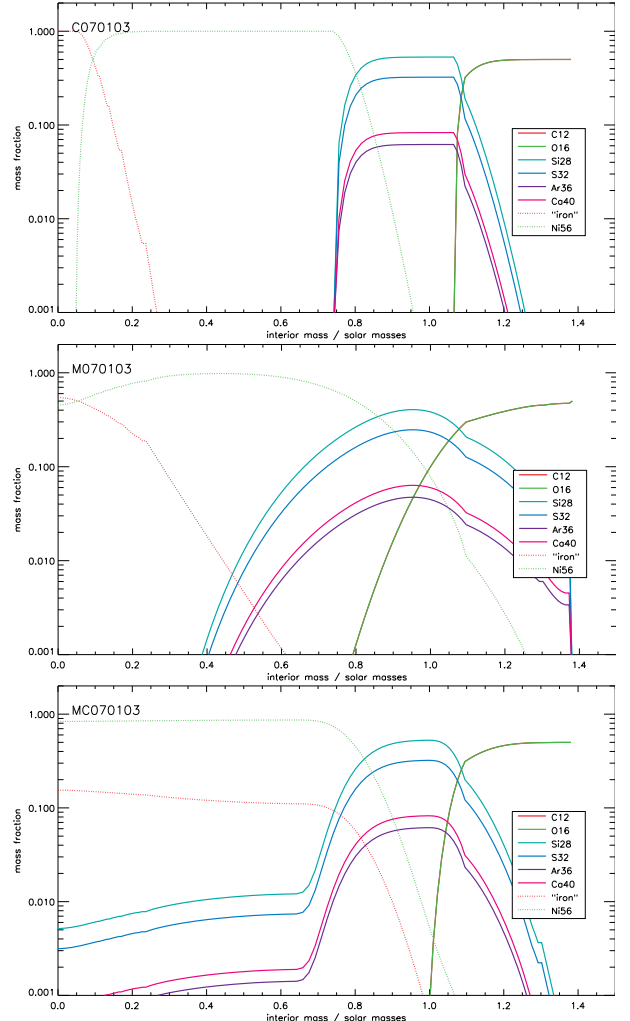 C070103
1.000
0.100
0.010
0.001
mass fraction
C12
O16
Si28
S32
Ar36
Ca40
"iron"
Ni56
0.0 0.2 0.4 0.6 0.8 1.0 1.2 1.4
interior mass / solar masses
M070103
1.000
0.100
0.010
0.001
mass fraction
C12
O16
Si28
S32
Ar36
Ca40
"iron"
Ni56
0.0 0.2 0.4 0.6 0.8 1.0 1.2 1.4
interior mass / solar masses
MC070103
1.000
0.100
0.010
0.001
mass fraction
C12
O16
Si28
S32
Ar36
Ca40
"iron"
Ni56
0.0 0.2 0.4 0.6 0.8 1.0 1.2 1.4
interior mass / solar masses